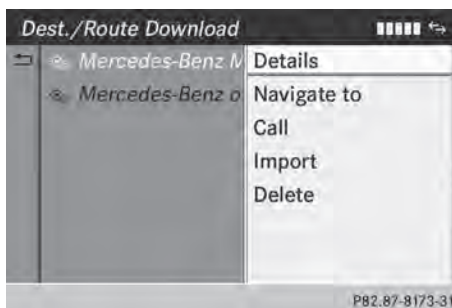 Dest./Route Download
Mercedes-Benz M
Mercedes-Benz o
Details
Navigate to
Call
Import
Delete
P82.87-8173-31